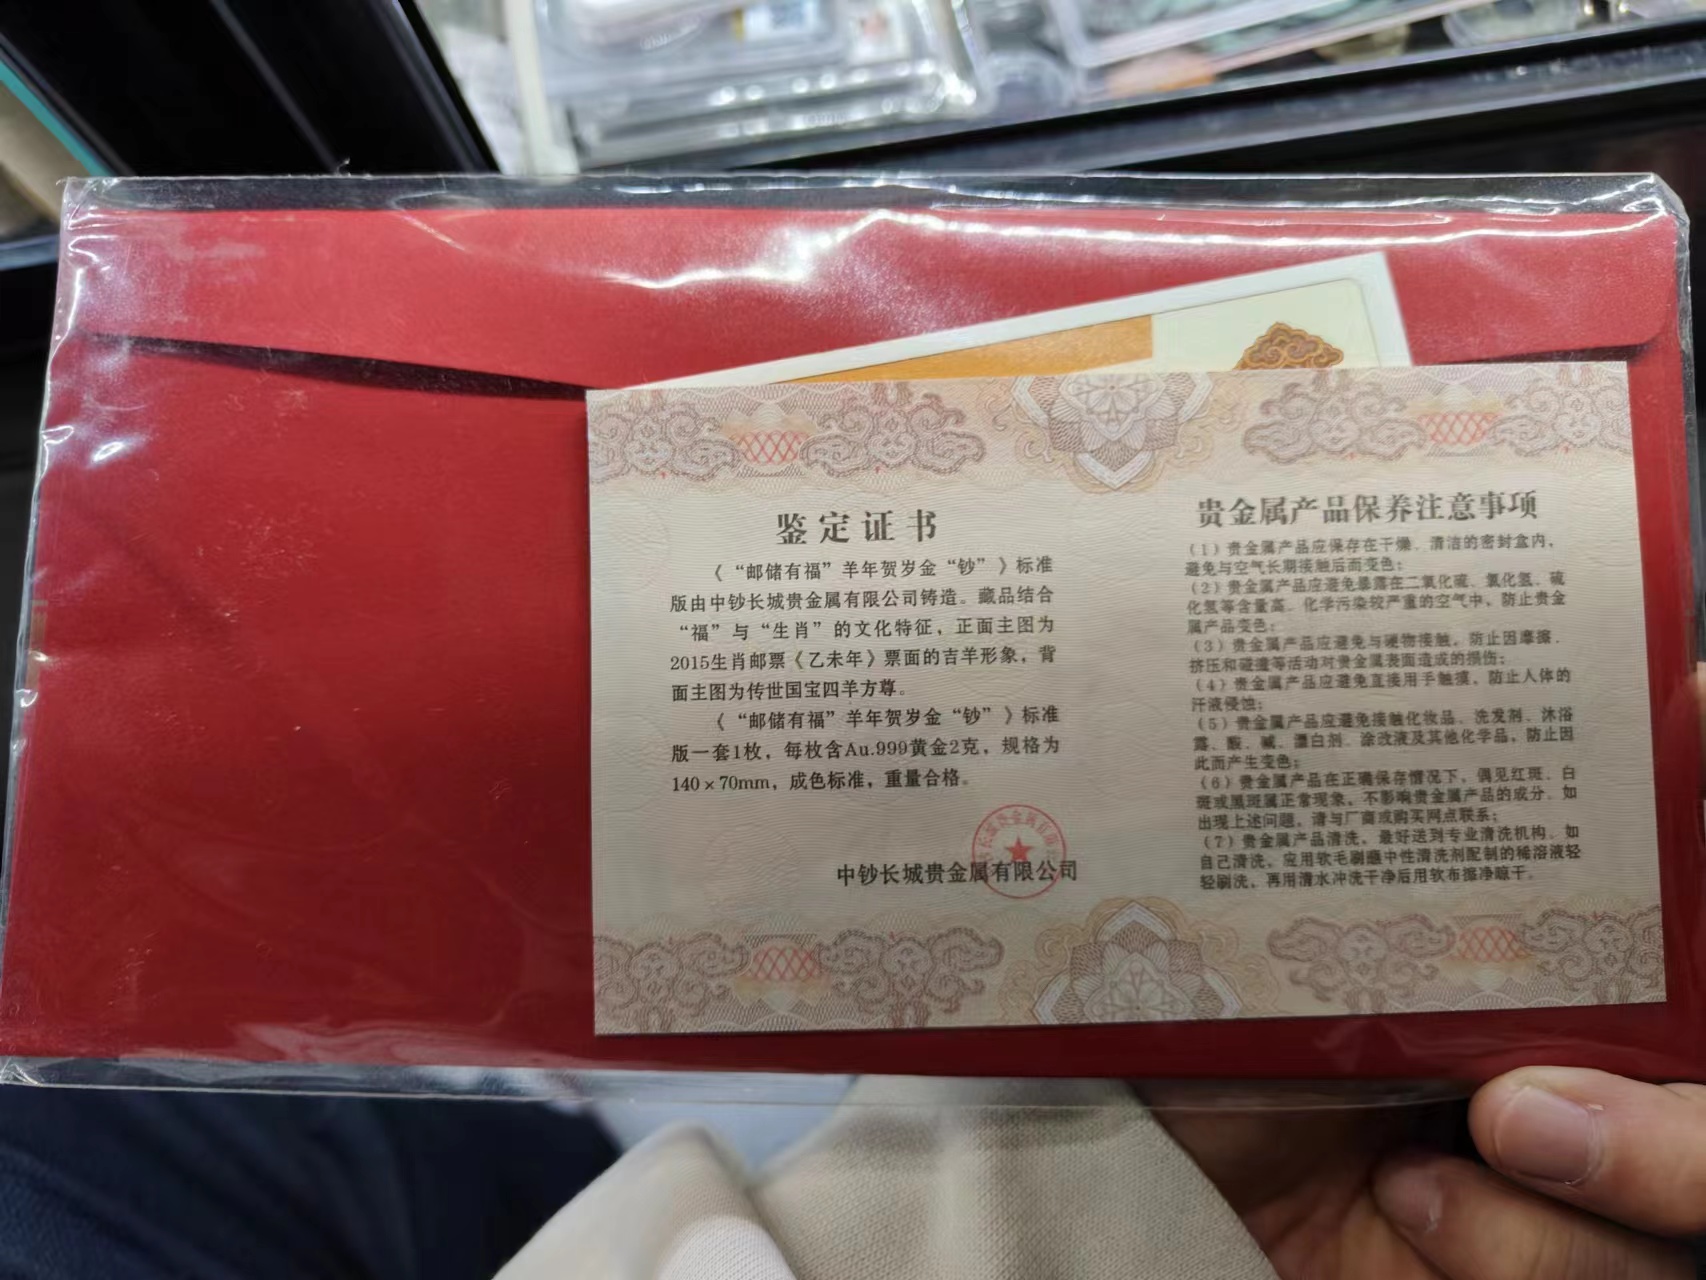 鉴定证书
《“邮储有福”羊年贺岁金“钞”》标准
版由中钞长城贵金属有限公司铸造。藏品结合
“福”与“生肖”的文化特征，正面主图为
2015生肖邮票《乙未年》票面的吉羊形象，背
面主图为传世国宝四羊方尊。
《“邮储有福”羊年贺岁金“钞”》标准
版一套1枚，每枚含Au.999黄金2克，规格为
140×70mm，成色标准，重量合格。
中钞长城贵金属有限公司
贵金属产品保养注意事项
（1）贵金属产品应保存在干燥、清洁的密封盒内，
避免与空气长期接触后而变色；
（2）贵金属产品应避免暴露在二氧化硫、氯化氢、硫
化氢等含量高、化学污染较严重的空气中，防止贵金
属产品变色；
（3）贵金属产品应避免与硬物接触，防止因摩擦、
挤压和碰撞等活动对贵金属表面造成的损伤；
（4）贵金属产品应避免直接用手触摸，防止人体的
汗液侵蚀；
（5）贵金属产品应避免接触化妆品、洗发剂、沐浴
露、酸、碱、漂白剂、涂改液及其他化学品，防止因
此而产生变色；
（6）贵金属产品在正确保存情况下，偶见红斑、白
斑或黑斑属正常现象，不影响贵金属产品的成分，如
出现上述问题，请与厂商或购买网点联系；
（7）贵金属产品清洗，最好送到专业清洗机构，如
自己清洗，应用软毛刷蘸中性清洗剂配制的稀溶液轻
轻刷洗，再用清水冲洗干净后用软布擦净晾干。